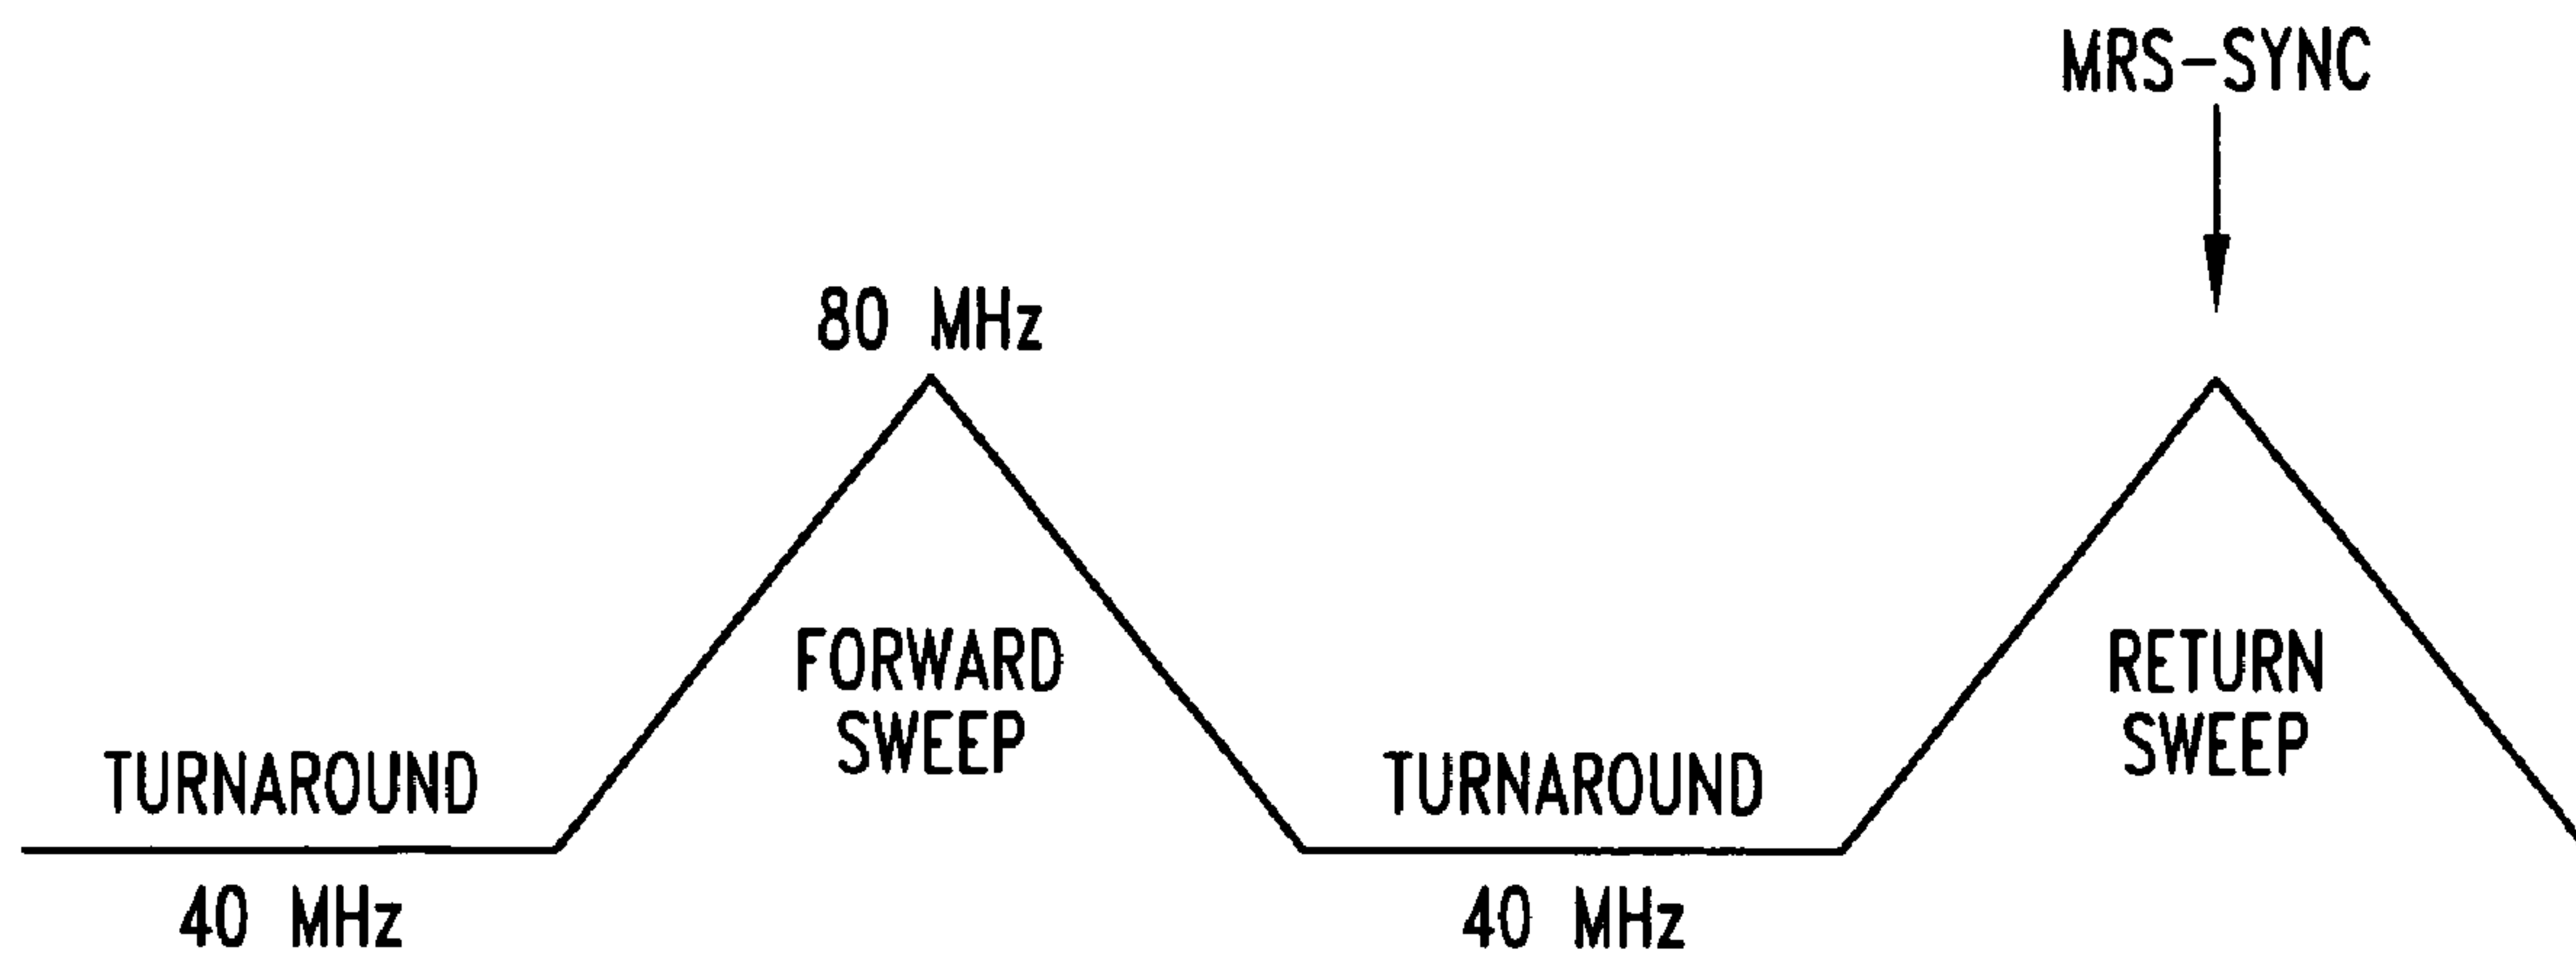 MRS-SYNC
80 MHz
FORWARD
SWEEP
RETURN
SWEEP
TURNAROUND
TURNAROUND
40 MHz
40 MHz